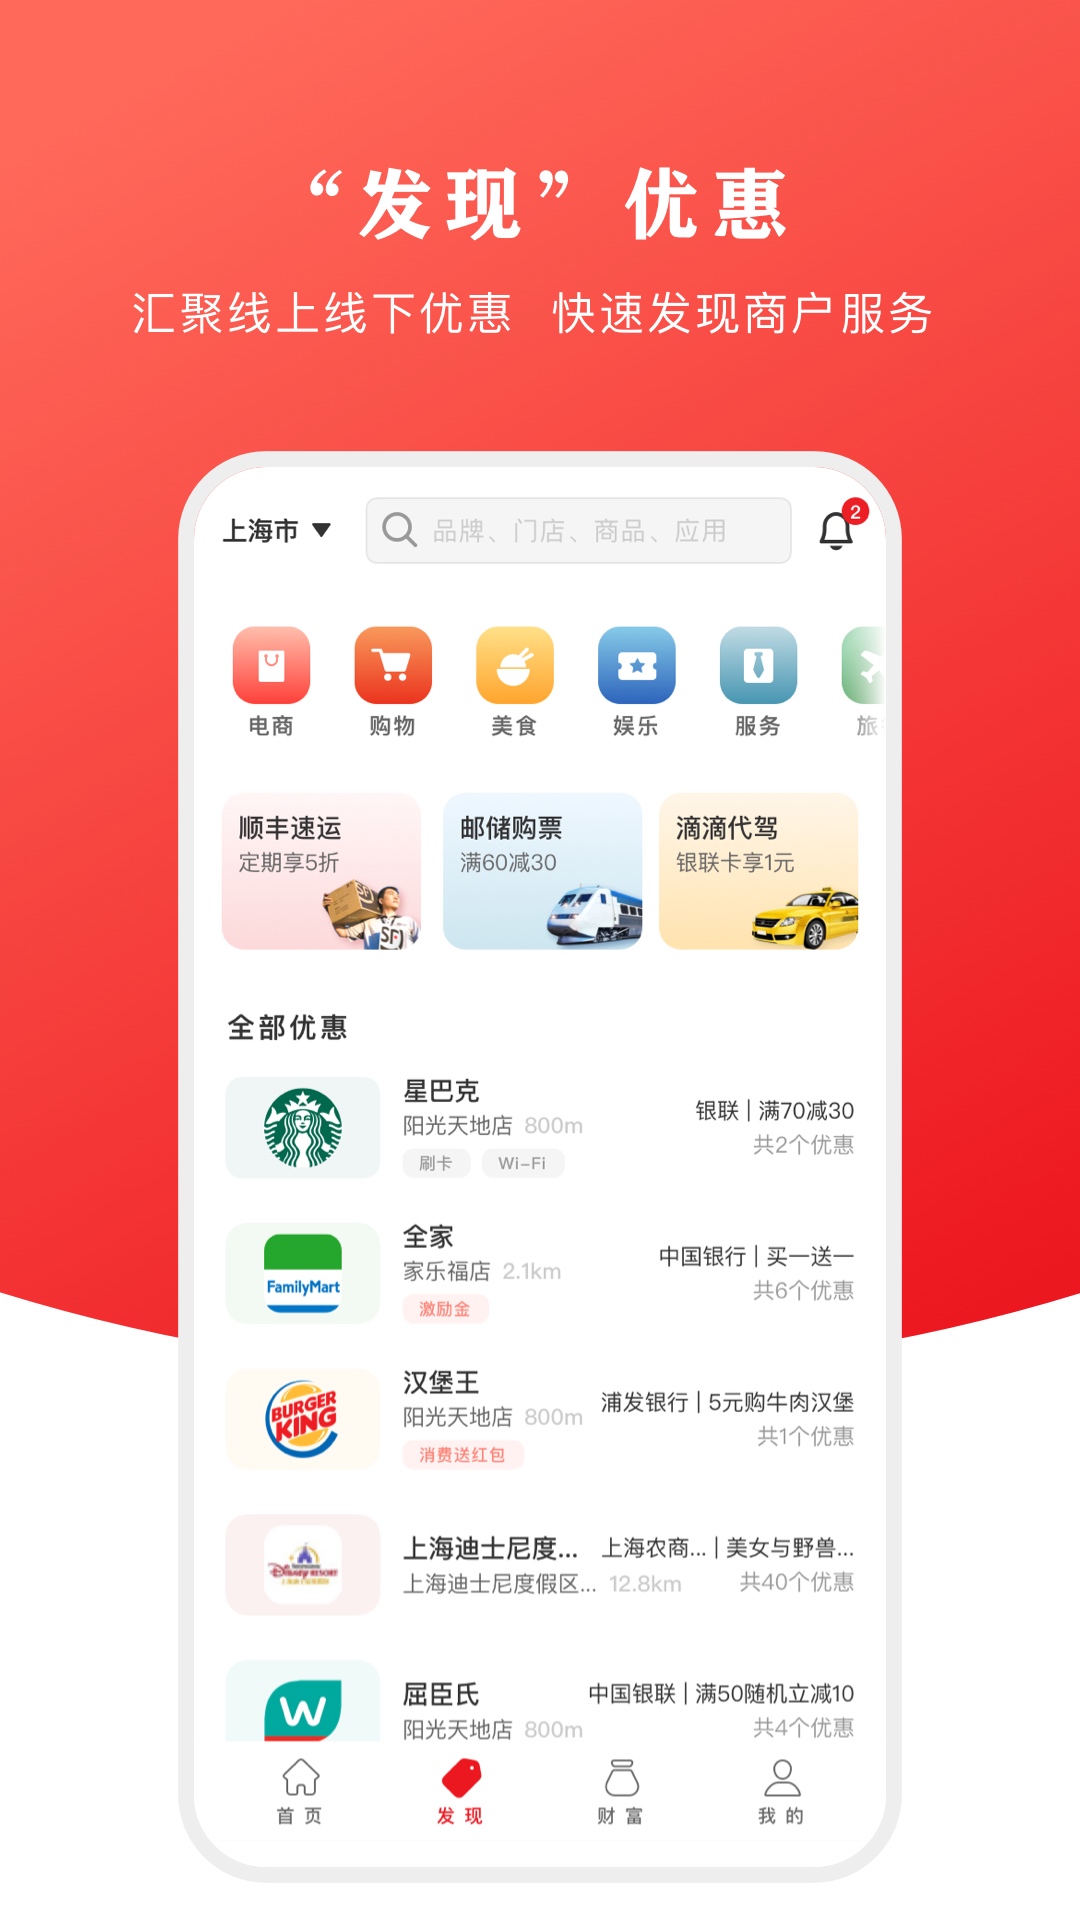 “发现”优惠
汇聚线上线下优惠 快速发现商户服务
上海市 品牌、门店、商品、应用 2
电商 购物 美食 娱乐 服务 旅
顺丰速运 邮储购票 滴滴代驾
定期享5折 满60减30 银联卡享1元
SF
全部优惠
星巴克
银联 | 满70减30
阳光天地店 800m
共2个优惠
刷卡 Wi-Fi
全家
中国银行 | 买一送一
家乐福店 2.1km
共6个优惠
FamilyMart
激励金
汉堡王
浦发银行 | 5元购牛肉汉堡
BURGER
KING
阳光天地店 800m
共1个优惠
消费送红包
上海迪士尼度... 上海农商... | 美女与野兽...
Disney RESORT
上海迪士尼度假区... 12.8km 共40个优惠
屈臣氏 中国银联 | 满50随机立减10
W
阳光天地店 800m 共4个优惠
首页 发现 财富 我的